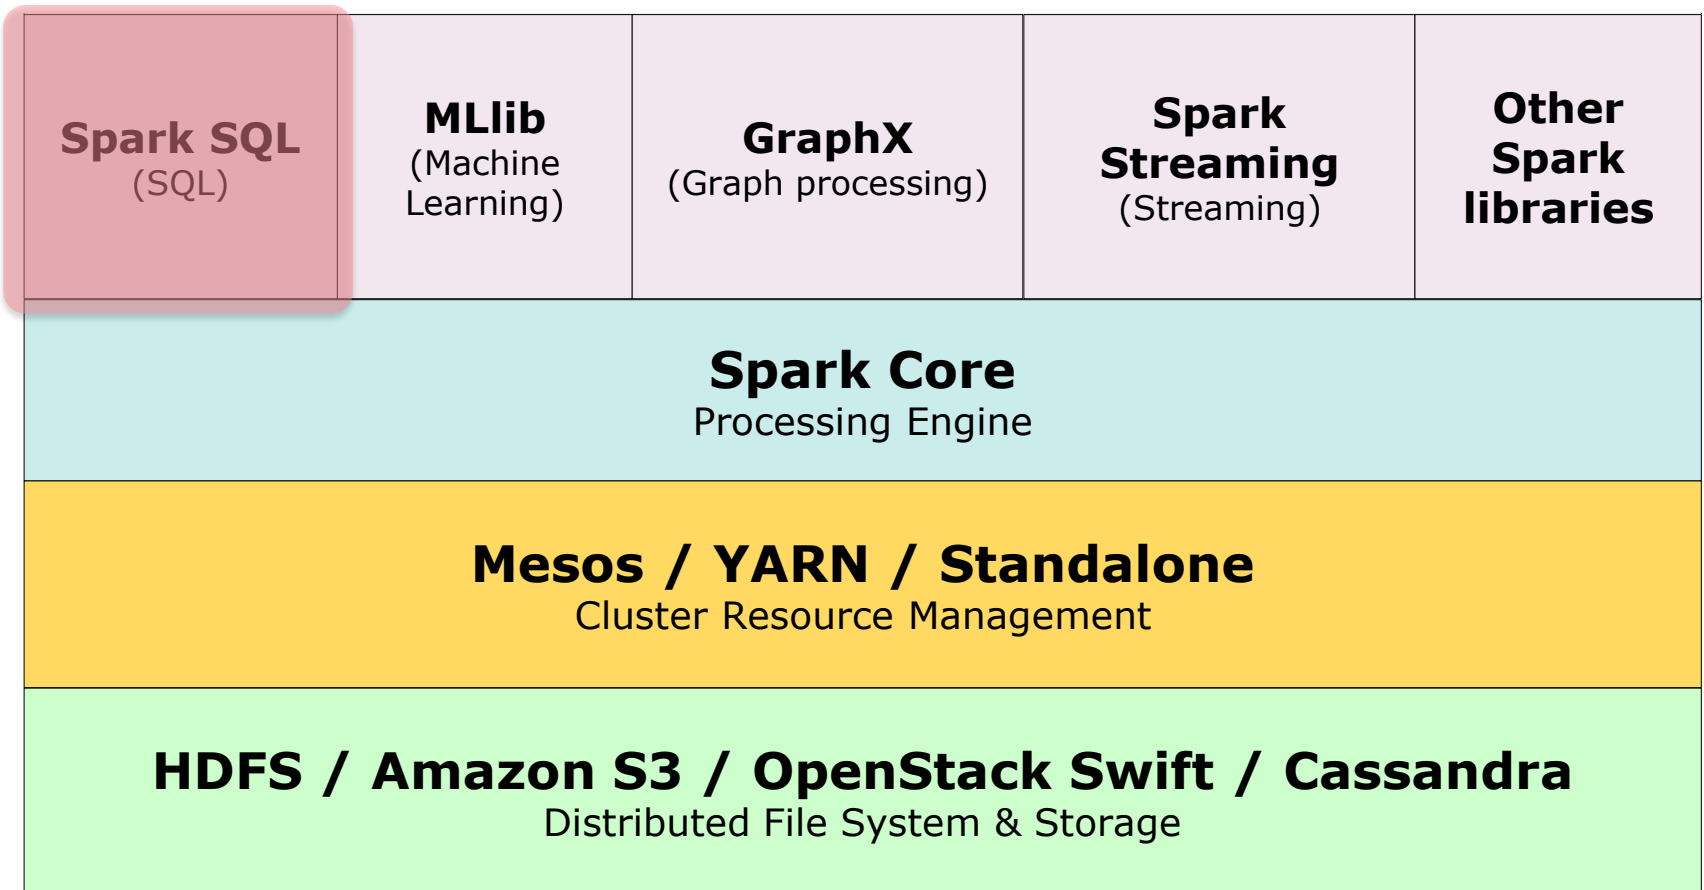 Spark SQL
(SQL)
MLlib
(Machine
Learning)
GraphX
(Graph processing)
Spark
Streaming
(Streaming)
Other
Spark
libraries
Spark Core
Processing Engine
Mesos / YARN / Standalone
Cluster Resource Management
HDFS / Amazon S3 / OpenStack Swift / Cassandra
Distributed File System & Storage